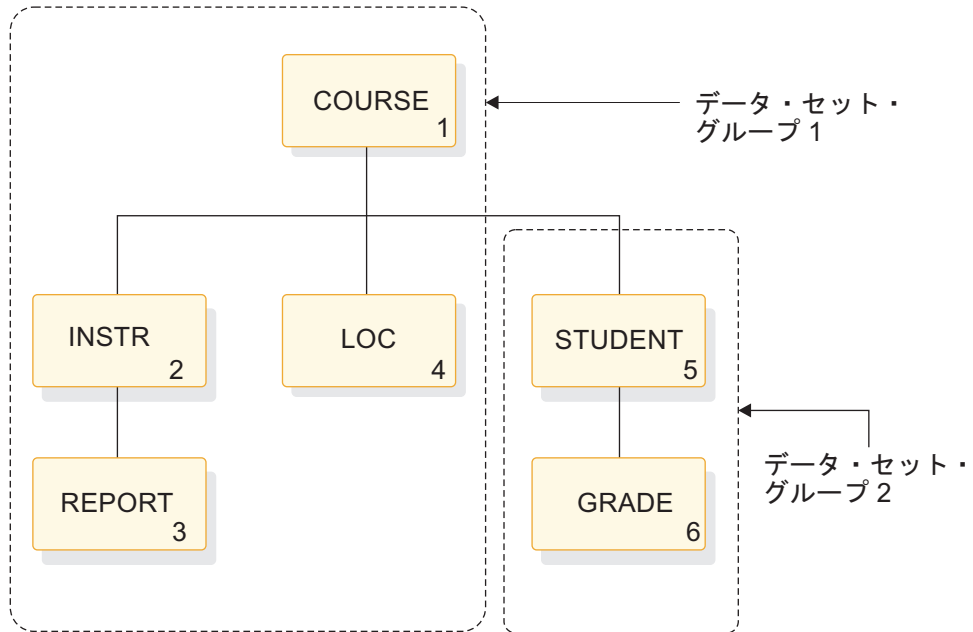 COURSE
1
データ・セット・
グループ 1
INSTR
2
LOC
4
STUDENT
5
REPORT
3
GRADE
6
データ・セット・
グループ 2